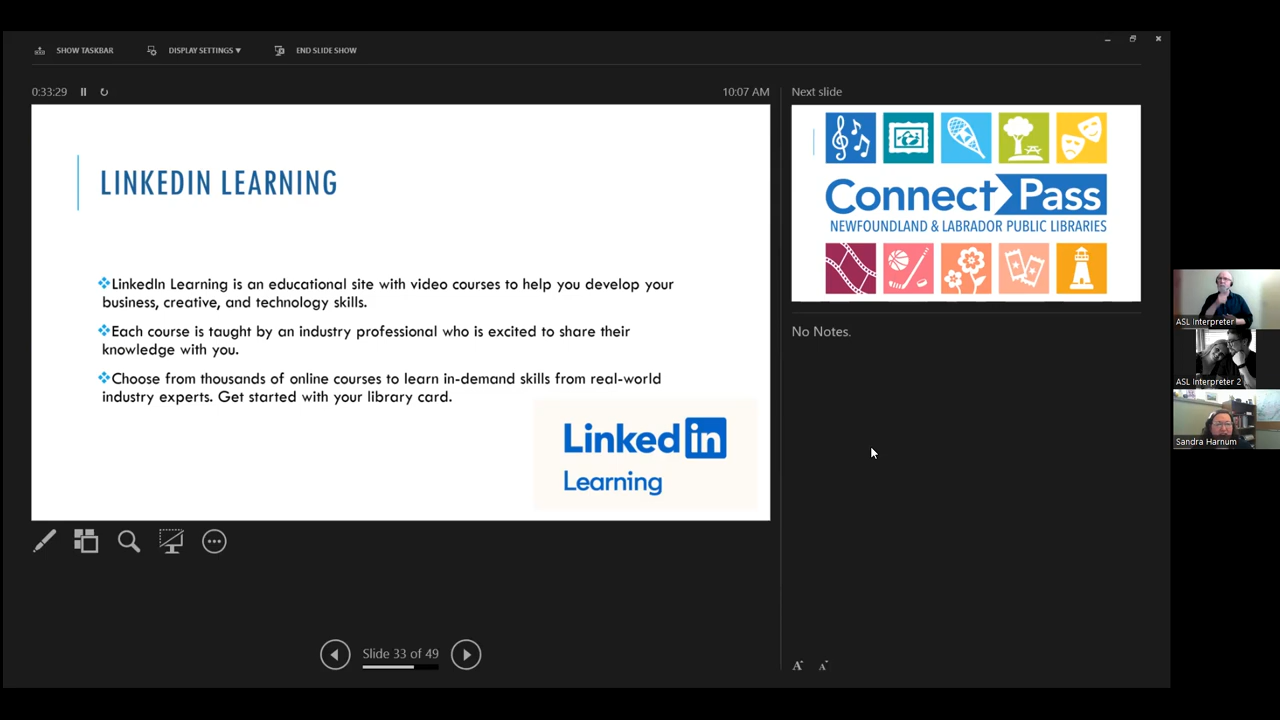 SHOW TASKBAR
DISPLAY SETTINGS ▾
END SLIDE SHOW
0:33:29
10:07 AM
LINKEDIN LEARNING
❖LinkedIn Learning is an educational site with video courses to help you develop your
business, creative, and technology skills.
❖Each course is taught by an industry professional who is excited to share their
knowledge with you.
❖Choose from thousands of online courses to learn in-demand skills from real-world
industry experts. Get started with your library card.
Linked in
Learning
Slide 33 of 49
Next slide
Connect Pass
NEWFOUNDLAND & LABRADOR PUBLIC LIBRARIES
No Notes.
A A
ASL Interpreter
ASL Interpreter 2
Sandra Harnum